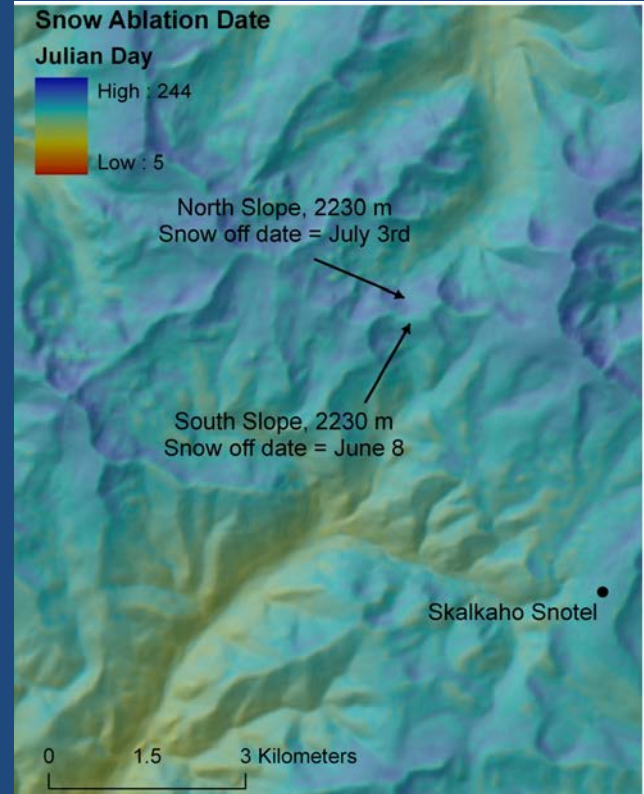 Snow Ablation Date
Julian Day
High : 244
Low : 5
North Slope, 2230 m
Snow off date = July 3rd
South Slope, 2230 m
Snow off date = June 8
Skalkaho Snotel
0 1.5 3 Kilometers